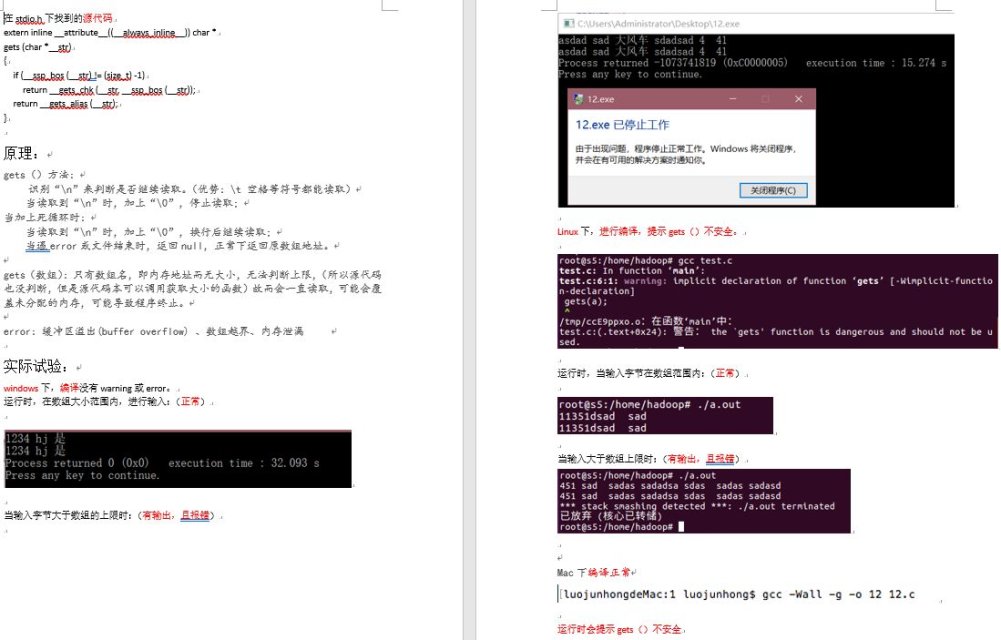 在 stdio.h 下找到的源代码
extern inline __attribute__((__always_inline__)) char *
gets (char *__str)
{
if (__ssp_bos (__str) != (size_t) -1)
return __gets_chk (__str, __ssp_bos (__str));
return __gets_alias (__str);
}
原理：
gets（）方法：
识别“\n”来判断是否继续读取。（优势：\t 空格等符号都能读取）
当读取到“\n”时，加上“\0”，停止读取；
当加上死循环时：
当读取到“\n”时，加上“\0”，换行后继续读取；
当遇 error 或文件结束时，返回 null，正常下返回原数组地址。
gets（数组）：只有数组名，即内存地址而无大小，无法判断上限，（所以源代码
也没判断，但是源代码本可以调用获取大小的函数）故而会一直读取，可能会覆
盖未分配的内存，可能导致程序终止。
error：缓冲区溢出(buffer overflow) 、数组越界、内存泄漏
实际试验：
windows 下，编译没有 warning 或 error。
运行时，在数组大小范围内，进行输入：（正常）
1234 hj 是
1234 hj 是
Process returned 0 (0x0)   execution time : 32.093 s
Press any key to continue.
当输入字节大于数组的上限时：（有输出，且报错）
C:\Users\Administrator\Desktop\12.exe
asdad sad 大风车 sdadsad 4  41
asdad sad 大风车 sdadsad 4  41
Process returned -1073741819 (0xC0000005)   execution time : 15.274 s
Press any key to continue.
12.exe
12.exe 已停止工作
由于出现问题，程序停止正常工作。Windows 将关闭程序，
并会在有可用的解决方案时通知你。
关闭程序(C)
Linux 下，进行编译，提示 gets（）不安全。
root@s5:/home/hadoop# gcc test.c
test.c: In function ‘main’:
test.c:6:1: warning: implicit declaration of function ‘gets’ [-Wimplicit-functio
n-declaration]
gets(a);
^
/tmp/ccE9ppxo.o：在函数‘main’中：
test.c:(.text+0x24): 警告： the `gets' function is dangerous and should not be u
sed.
运行时，当输入字节在数组范围内：（正常）
root@s5:/home/hadoop# ./a.out
11351dsad  sad
11351dsad  sad
当输入大于数组上限时：（有输出，且报错）
root@s5:/home/hadoop# ./a.out
451 sad  sadas sadadsa sdas  sadas sadasd
451 sad  sadas sadadsa sdas  sadas sadasd
*** stack smashing detected ***: ./a.out terminated
已放弃 (核心已转储)
root@s5:/home/hadoop#
Mac 下编译正常
[luojunhongdeMac:1 luojunhong$ gcc -Wall -g -o 12 12.c
运行时会提示 gets（）不安全。